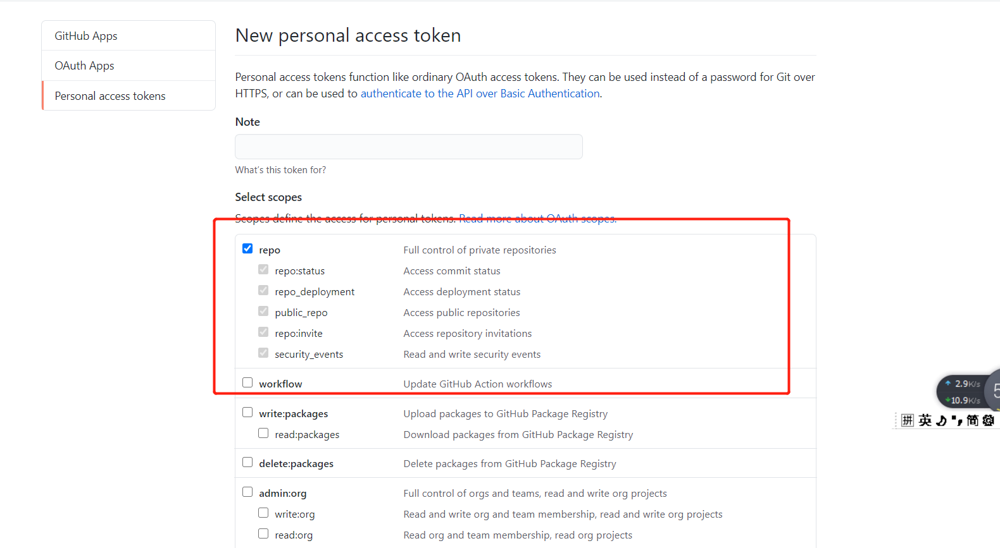 GitHub Apps
OAuth Apps
Personal access tokens
New personal access token
Personal access tokens function like ordinary OAuth access tokens. They can be used instead of a password for Git over
HTTPS, or can be used to authenticate to the API over Basic Authentication.
Note
What's this token for?
Select scopes
Scopes define the access for personal tokens. Read more about OAuth scopes.
repo Full control of private repositories
repo:status Access commit status
repo_deployment Access deployment status
public_repo Access public repositories
repo:invite Access repository invitations
security_events Read and write security events
workflow Update GitHub Action workflows
write:packages Upload packages to GitHub Package Registry
read:packages Download packages from GitHub Package Registry
delete:packages Delete packages from GitHub Package Registry
admin:org Full control of orgs and teams, read and write org projects
write:org Read and write org and team membership, read and write org projects
read:org Read org and team membership, read org projects
2.9K/s
10.9K/s
5
拼 英 简